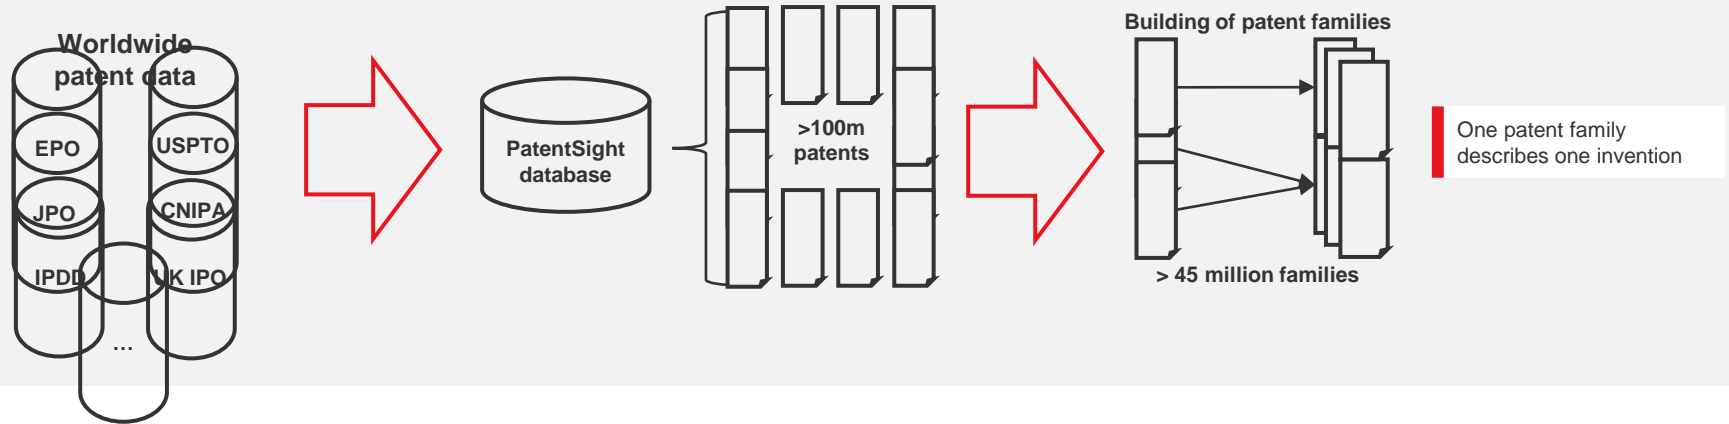 Worldwide
patent data
EPO
USPTO
JPO
CNIPA
IPDD
UK IPO
…
PatentSight
database
>100m
patents
Building of patent families
> 45 million families
One patent family
describes one invention